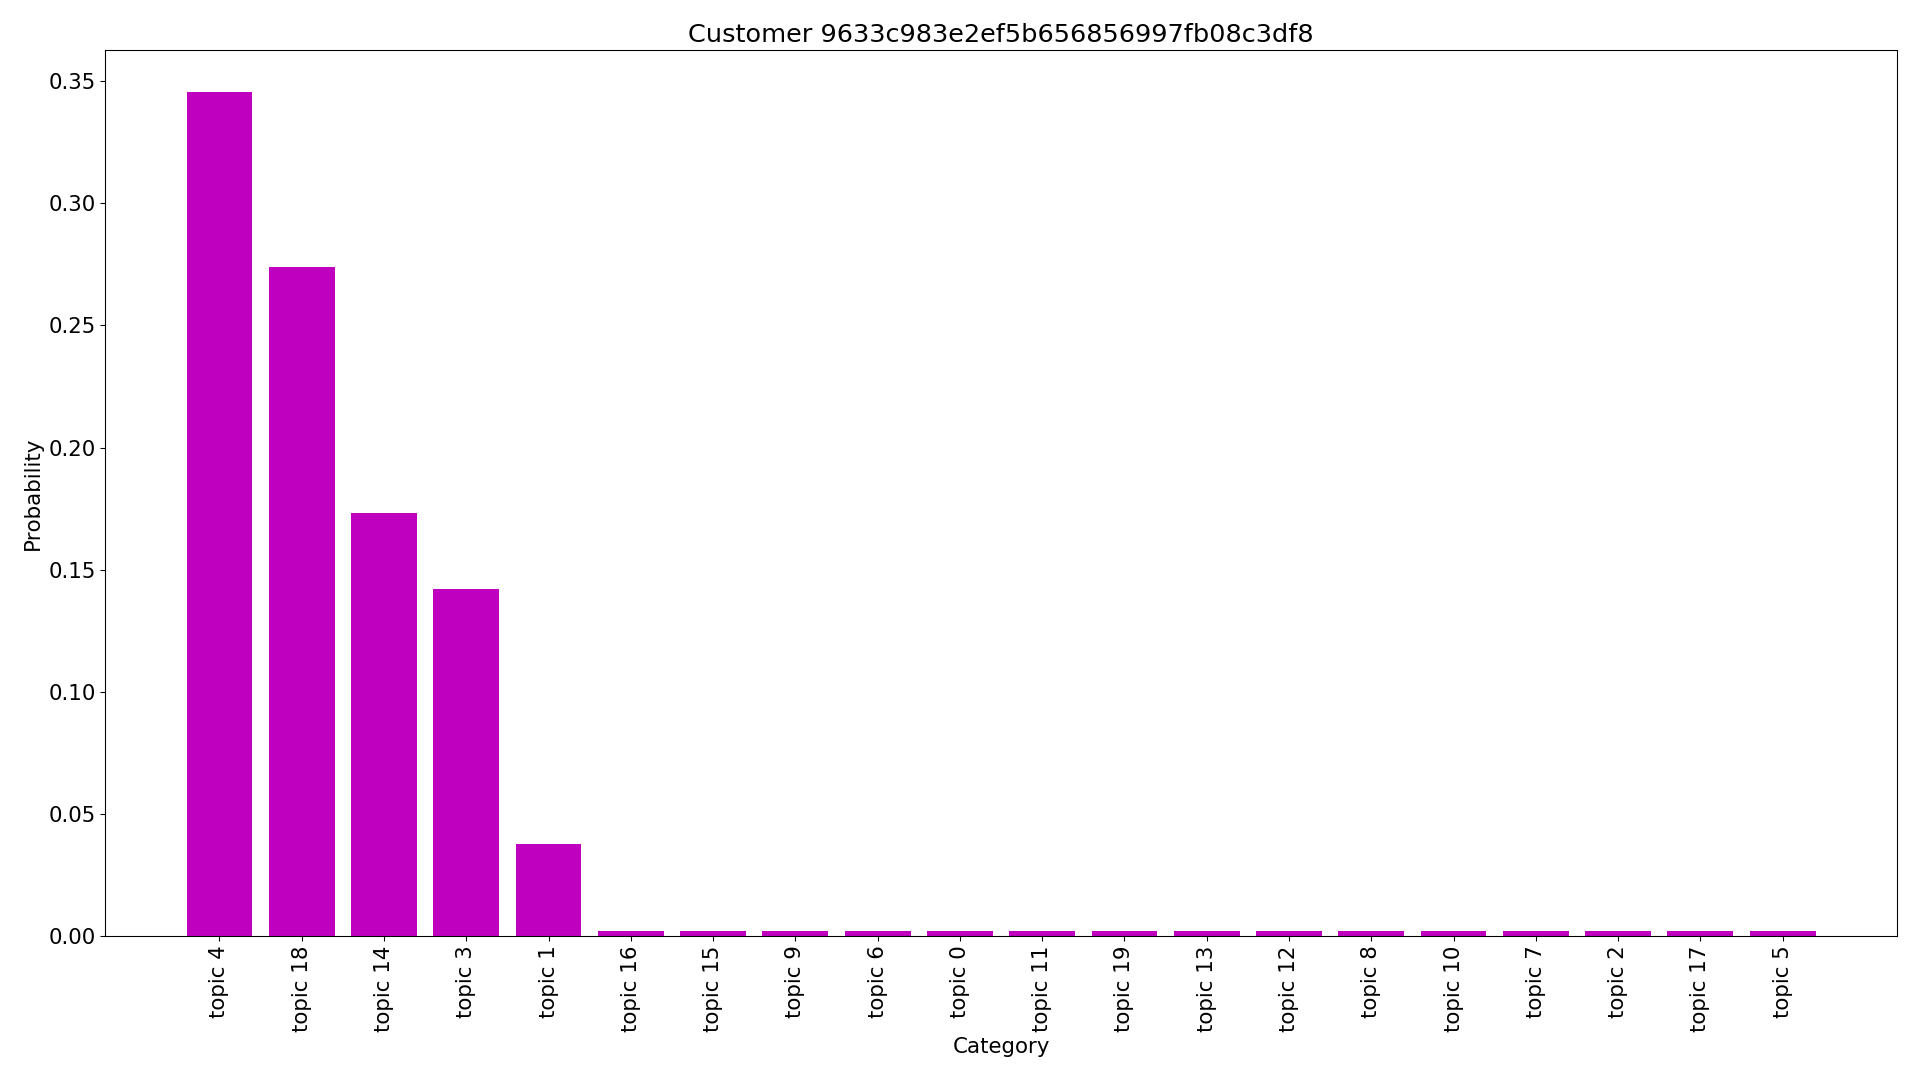 Customer 9633c983e2ef5b656856997fb08c3df8
Probability
0.35
0.30
0.25
0.20
0.15
0.10
0.05
0.00
topic 4
topic 18
topic 14
topic 3
topic 1
topic 16
topic 15
topic 9
topic 6
topic 0
topic 11
topic 19
topic 13
topic 12
topic 8
topic 10
topic 7
topic 2
topic 17
topic 5
Category